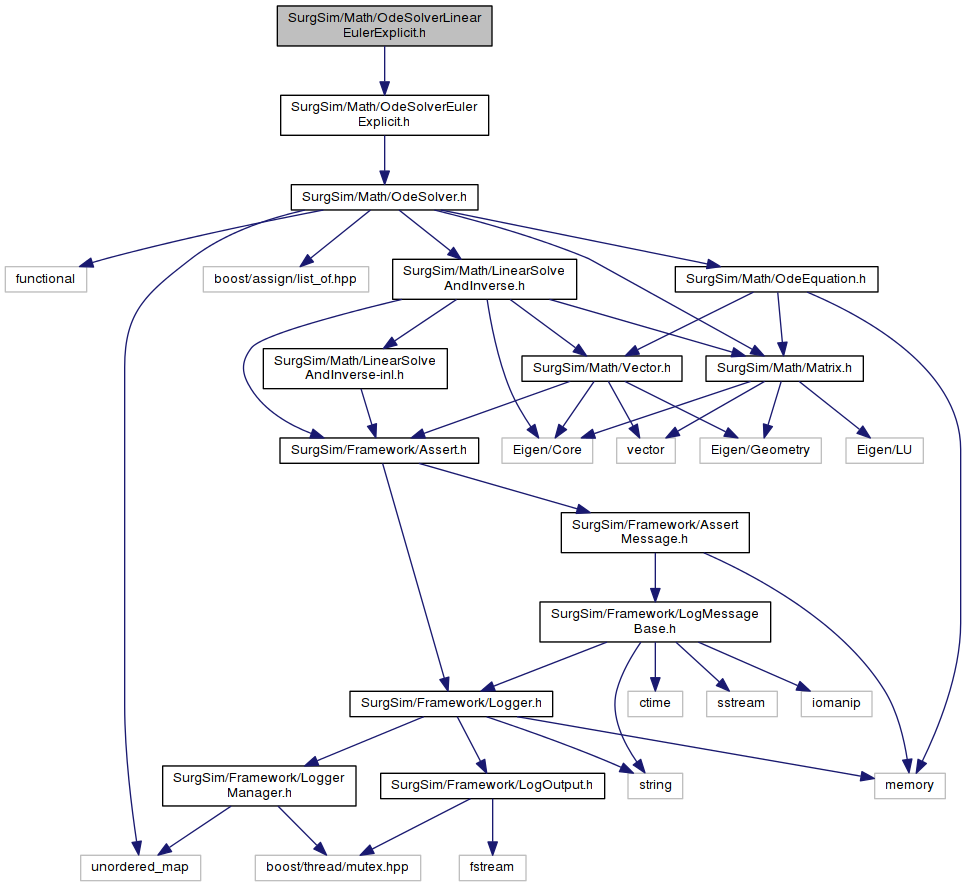 SurgSim/Math/OdeSolverLinear
EulerExplicit.h
SurgSim/Math/OdeSolverEuler
Explicit.h
SurgSim/Math/OdeSolver.h
functional
boost/assign/list_of.hpp
SurgSim/Math/LinearSolve
AndInverse.h
SurgSim/Math/OdeEquation.h
SurgSim/Math/LinearSolve
AndInverse-inl.h
SurgSim/Math/Vector.h
SurgSim/Math/Matrix.h
SurgSim/Framework/Assert.h
Eigen/Core
vector
Eigen/Geometry
Eigen/LU
SurgSim/Framework/Assert
Message.h
SurgSim/Framework/LogMessage
Base.h
SurgSim/Framework/Logger.h
ctime
sstream
iomanip
SurgSim/Framework/Logger
Manager.h
SurgSim/Framework/LogOutput.h
string
memory
unordered_map
boost/thread/mutex.hpp
fstream